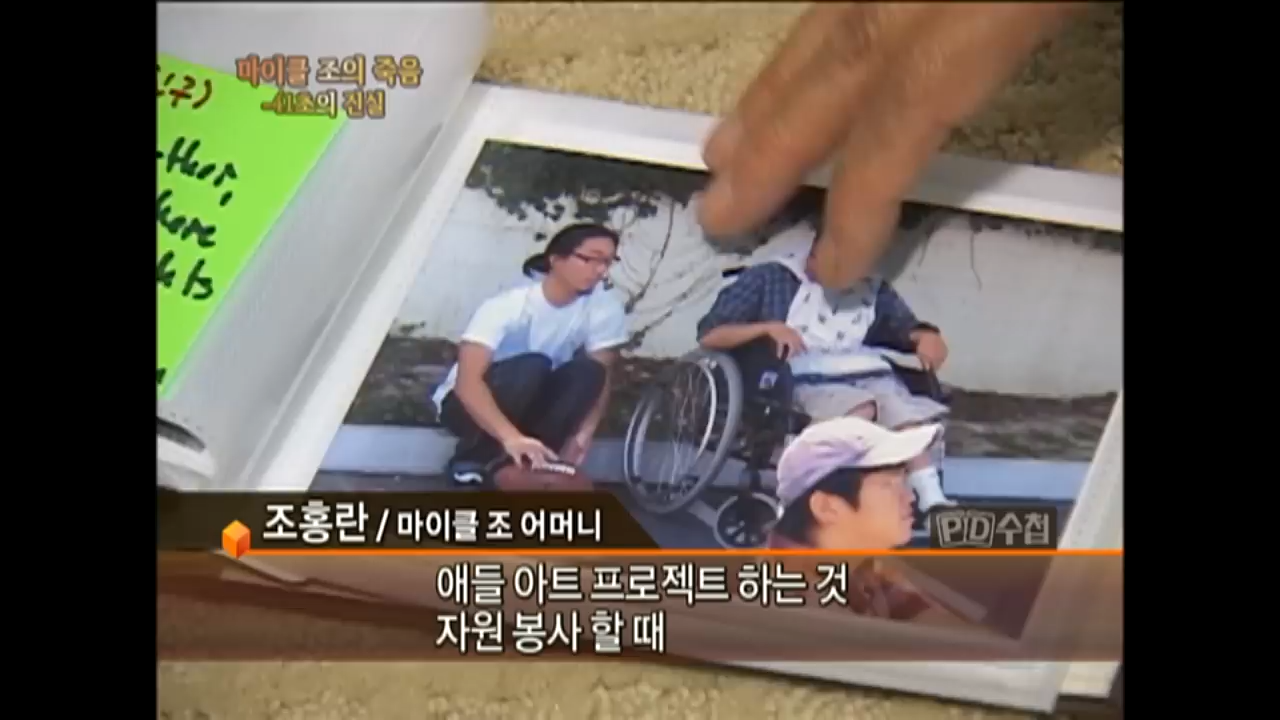 마이클 조의 죽음
-41초의 진실
조홍란 / 마이클 조 어머니
PD수첩
애들 아트 프로젝트 하는 것
자원 봉사 할 때